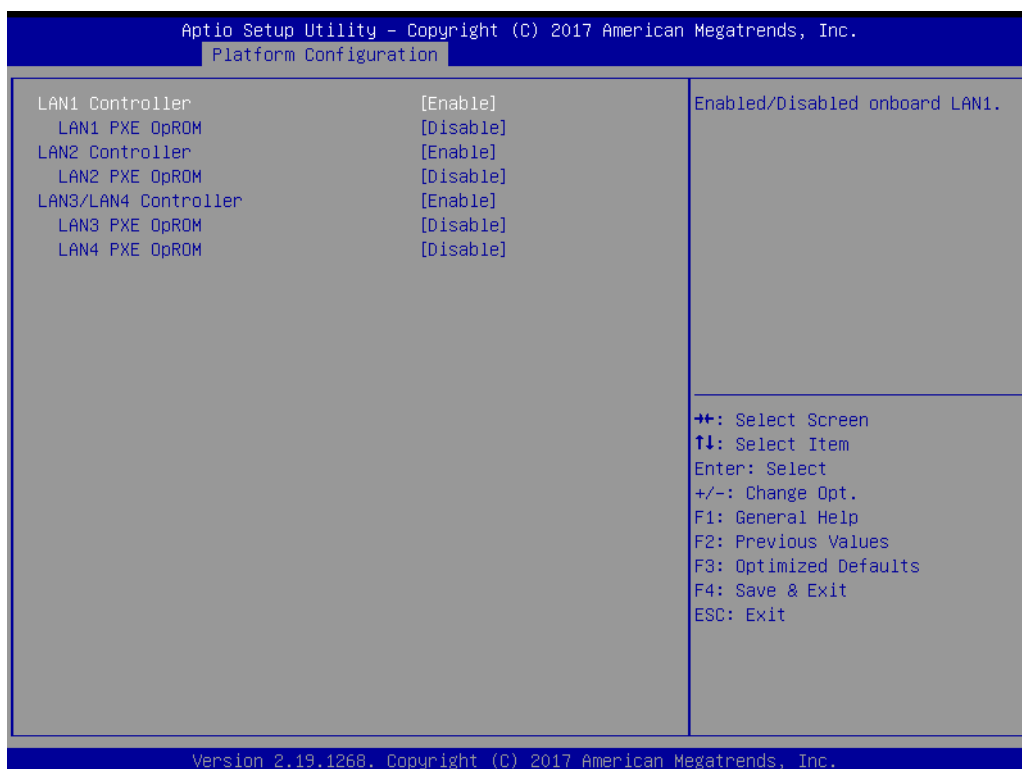 Aptio Setup Utility – Copyright (C) 2017 American Megatrends, Inc.
Platform Configuration
LAN1 Controller [Enable]
LAN1 PXE OpROM [Disable]
LAN2 Controller [Enable]
LAN2 PXE OpROM [Disable]
LAN3/LAN4 Controller [Enable]
LAN3 PXE OpROM [Disable]
LAN4 PXE OpROM [Disable]
Enabled/Disabled onboard LAN1.
→←: Select Screen
↑↓: Select Item
Enter: Select
+/-: Change Opt.
F1: General Help
F2: Previous Values
F3: Optimized Defaults
F4: Save & Exit
ESC: Exit
Version 2.19.1268. Copyright (C) 2017 American Megatrends, Inc.